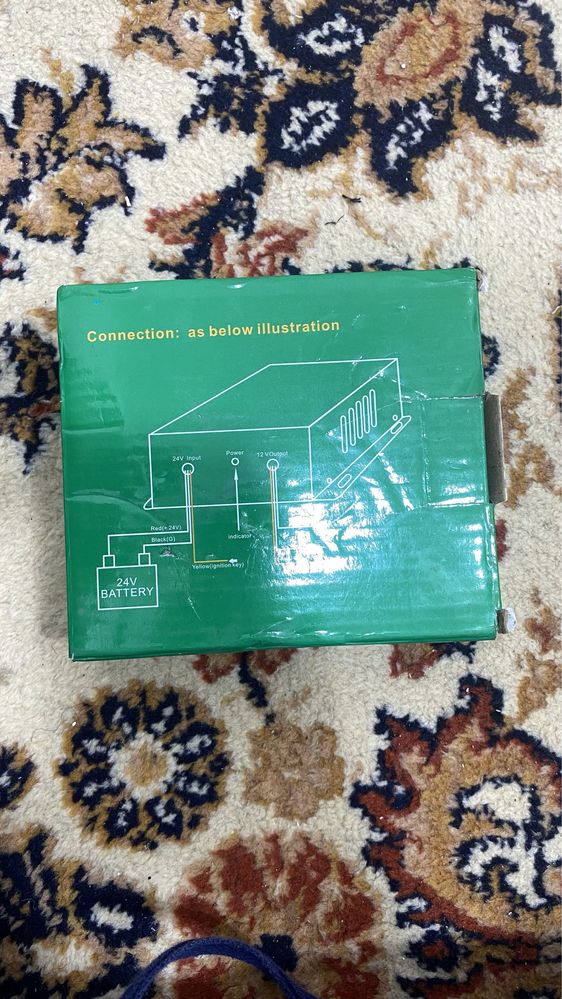 Connection: as below illustration
24V Input
Power
12 VOutput
Red(+24V)
Black(G)
indicator
Yellow(ignition key)
24V
BATTERY